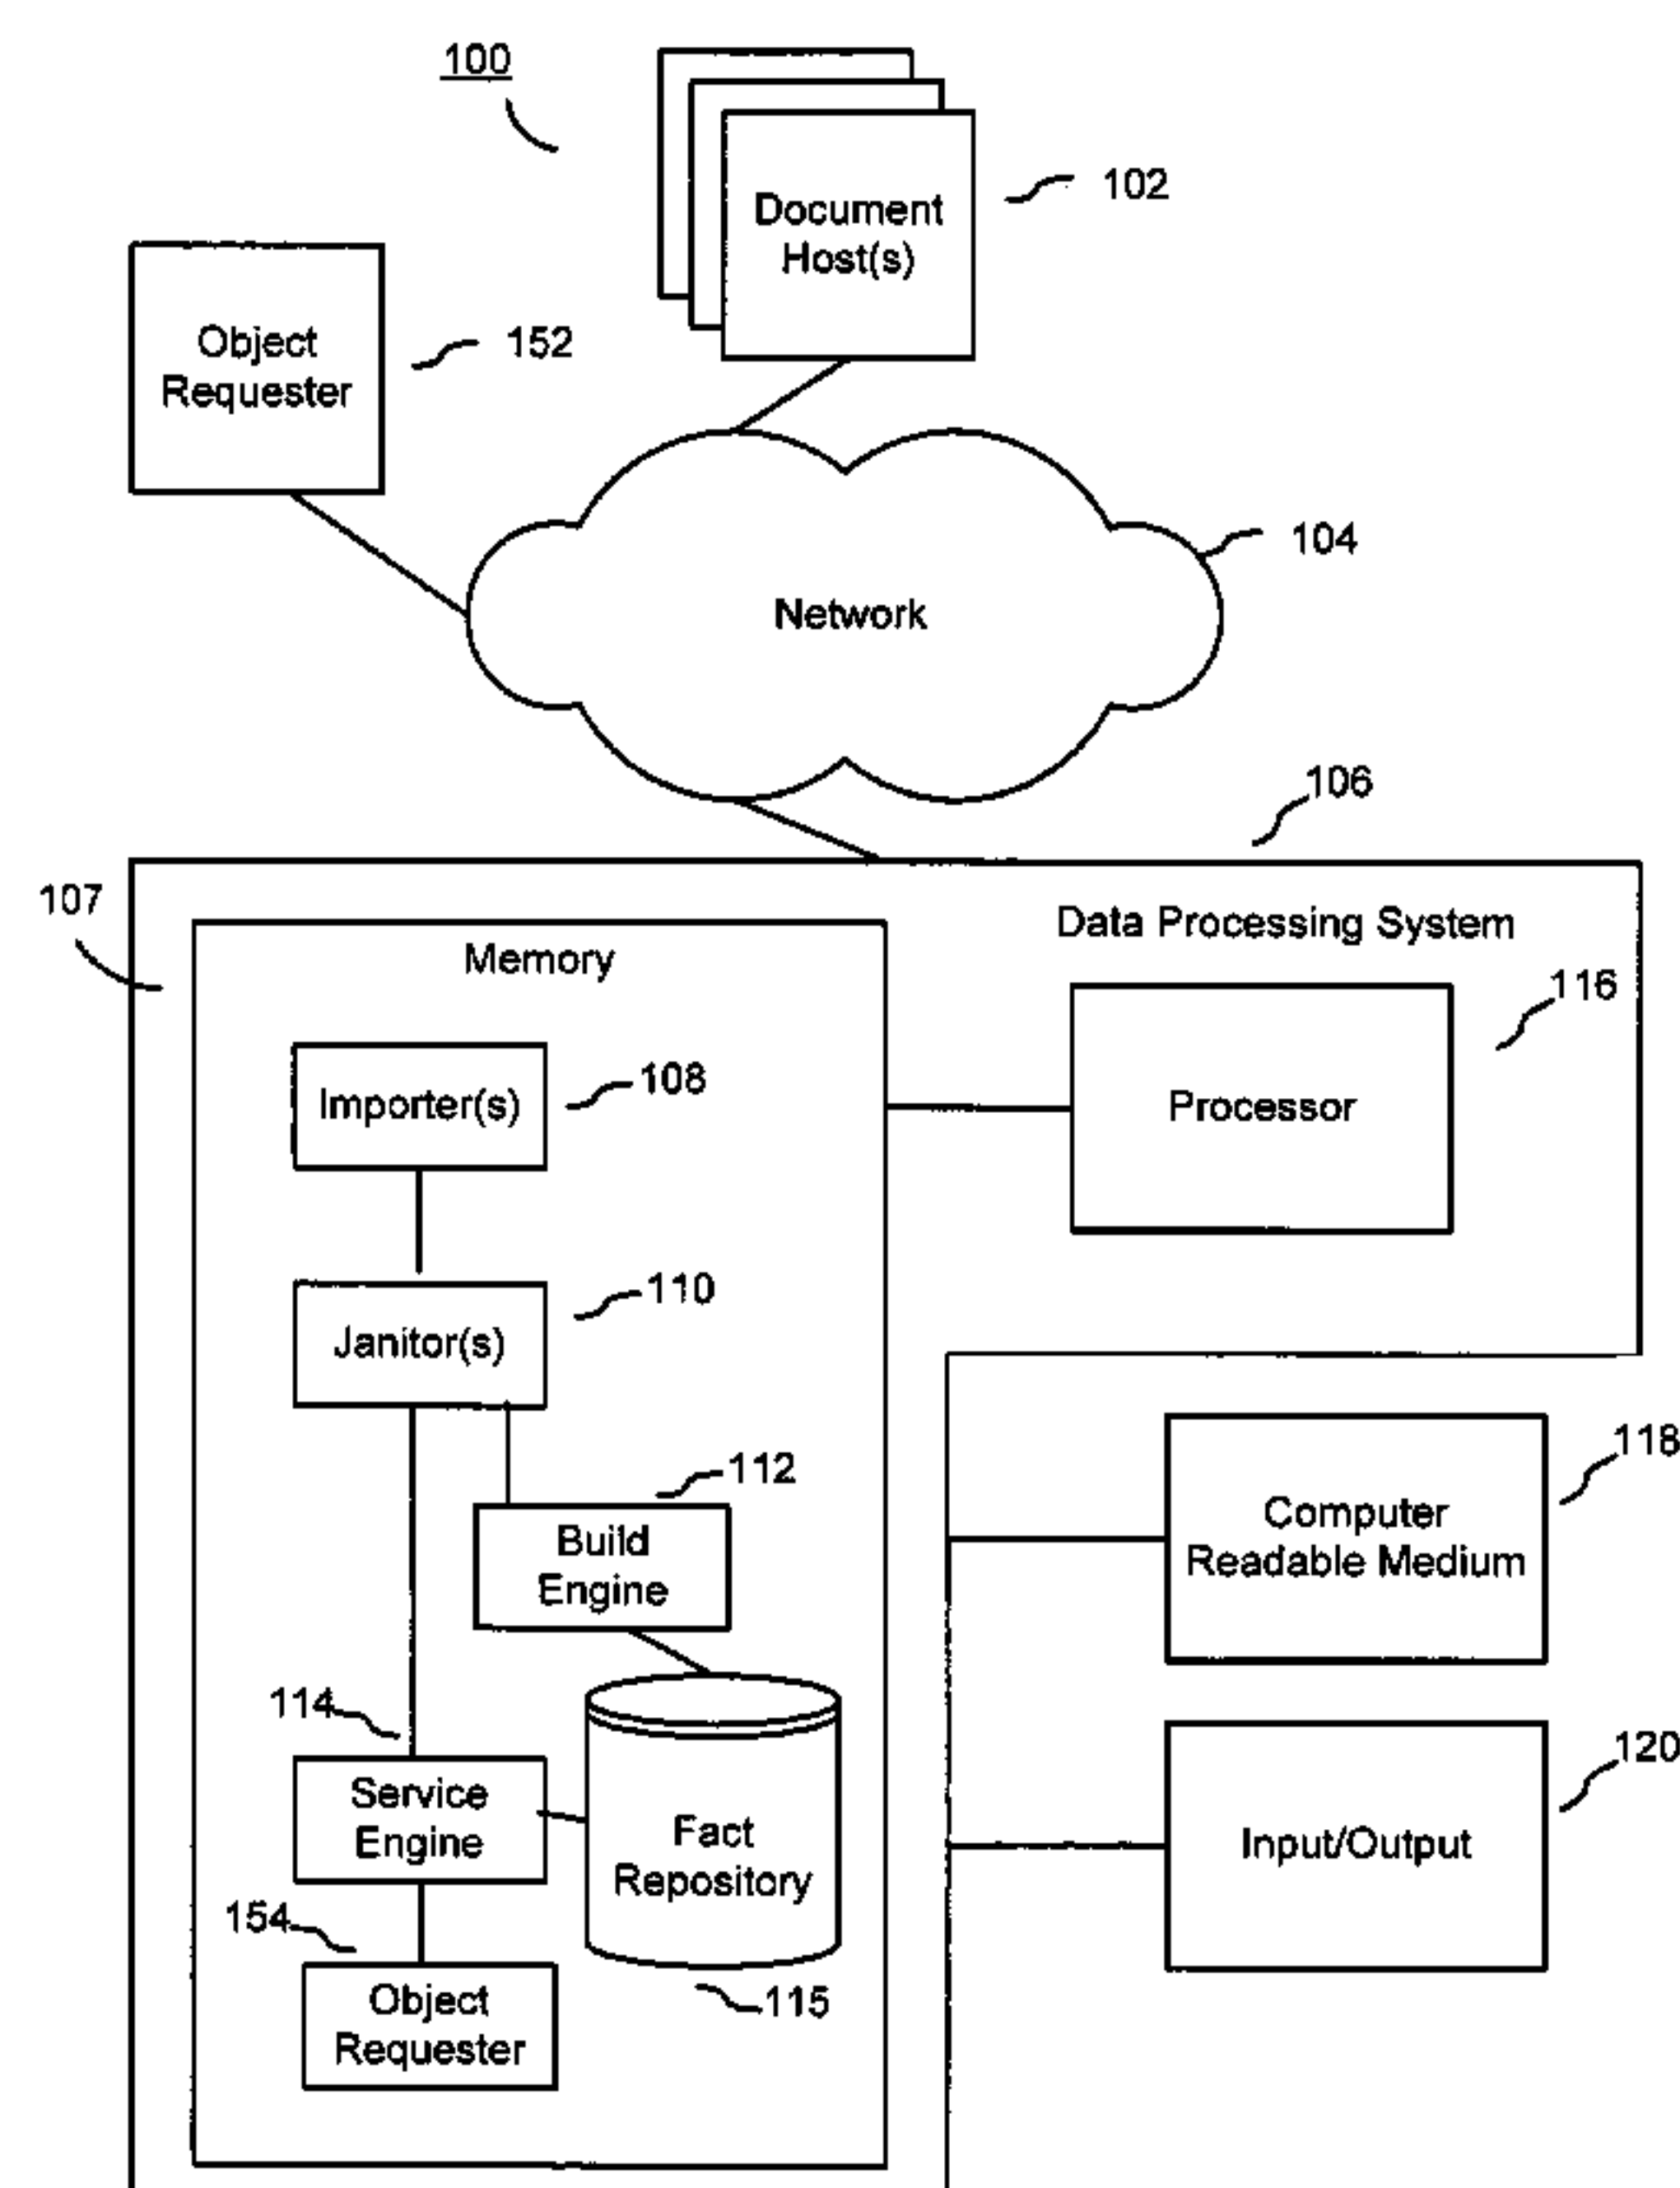 100
Document
Host(s)
102
Object
Requester
152
104
Network
106
107
Memory
Data Processing System
116
Importer(s)
108
Processor
Janitor(s)
110
112
Build
Engine
118
Computer
Readable Medium
114
Service
Engine
Fact
Repository
120
Input/Output
154
Object
Requester
115